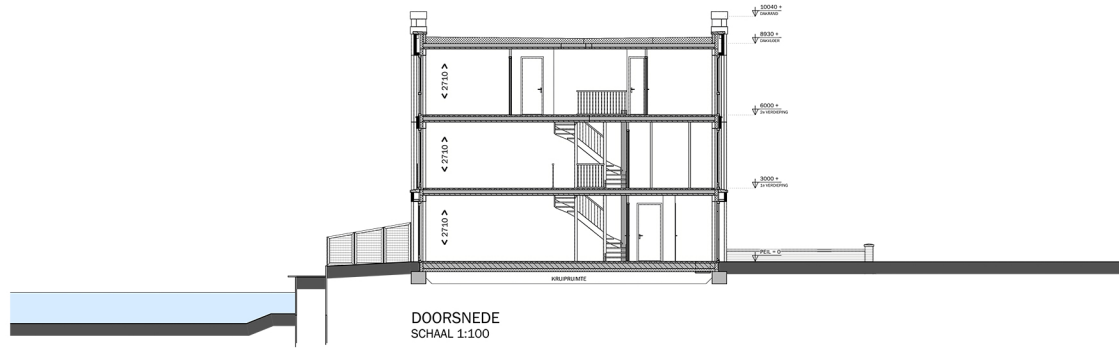 10040 +
DAKRAND
8930 +
DAKVLOER
< 2710 >
6000 +
2e VERDIEPING
< 2710 >
3000 +
1e VERDIEPING
< 2710 >
PEIL = 0
KRUIPRUIMTE
DOORSNEDE
SCHAAL 1:100